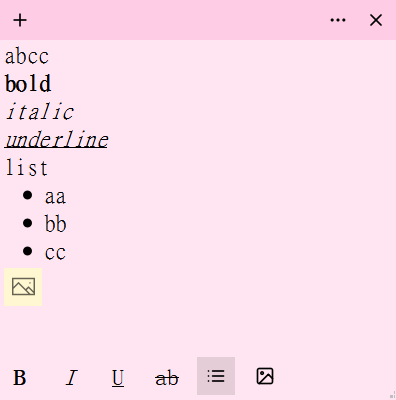 abcc
bold
italic
underline
list
• aa
• bb
• cc
B I U ab